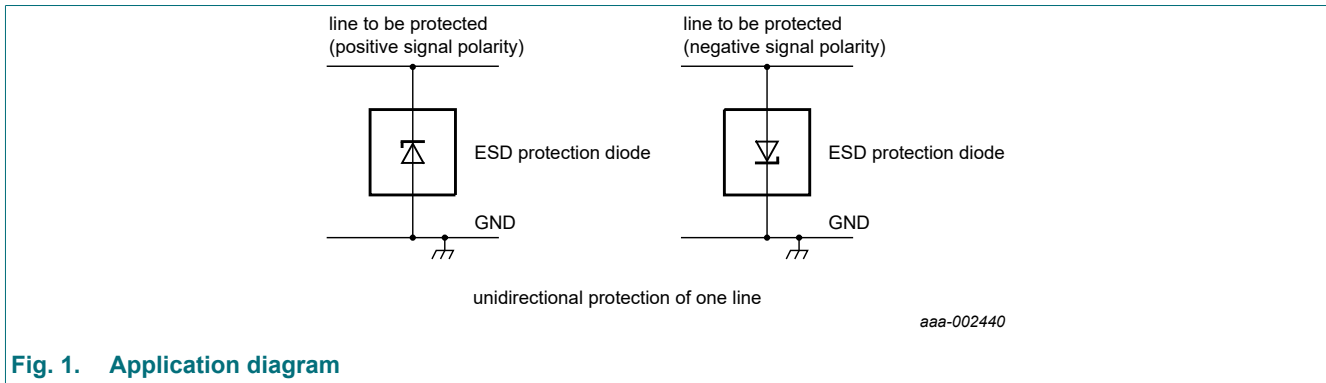 line to be protected
(positive signal polarity)
line to be protected
(negative signal polarity)
ESD protection diode
ESD protection diode
GND
GND
unidirectional protection of one line
aaa-002440
Fig. 1. Application diagram